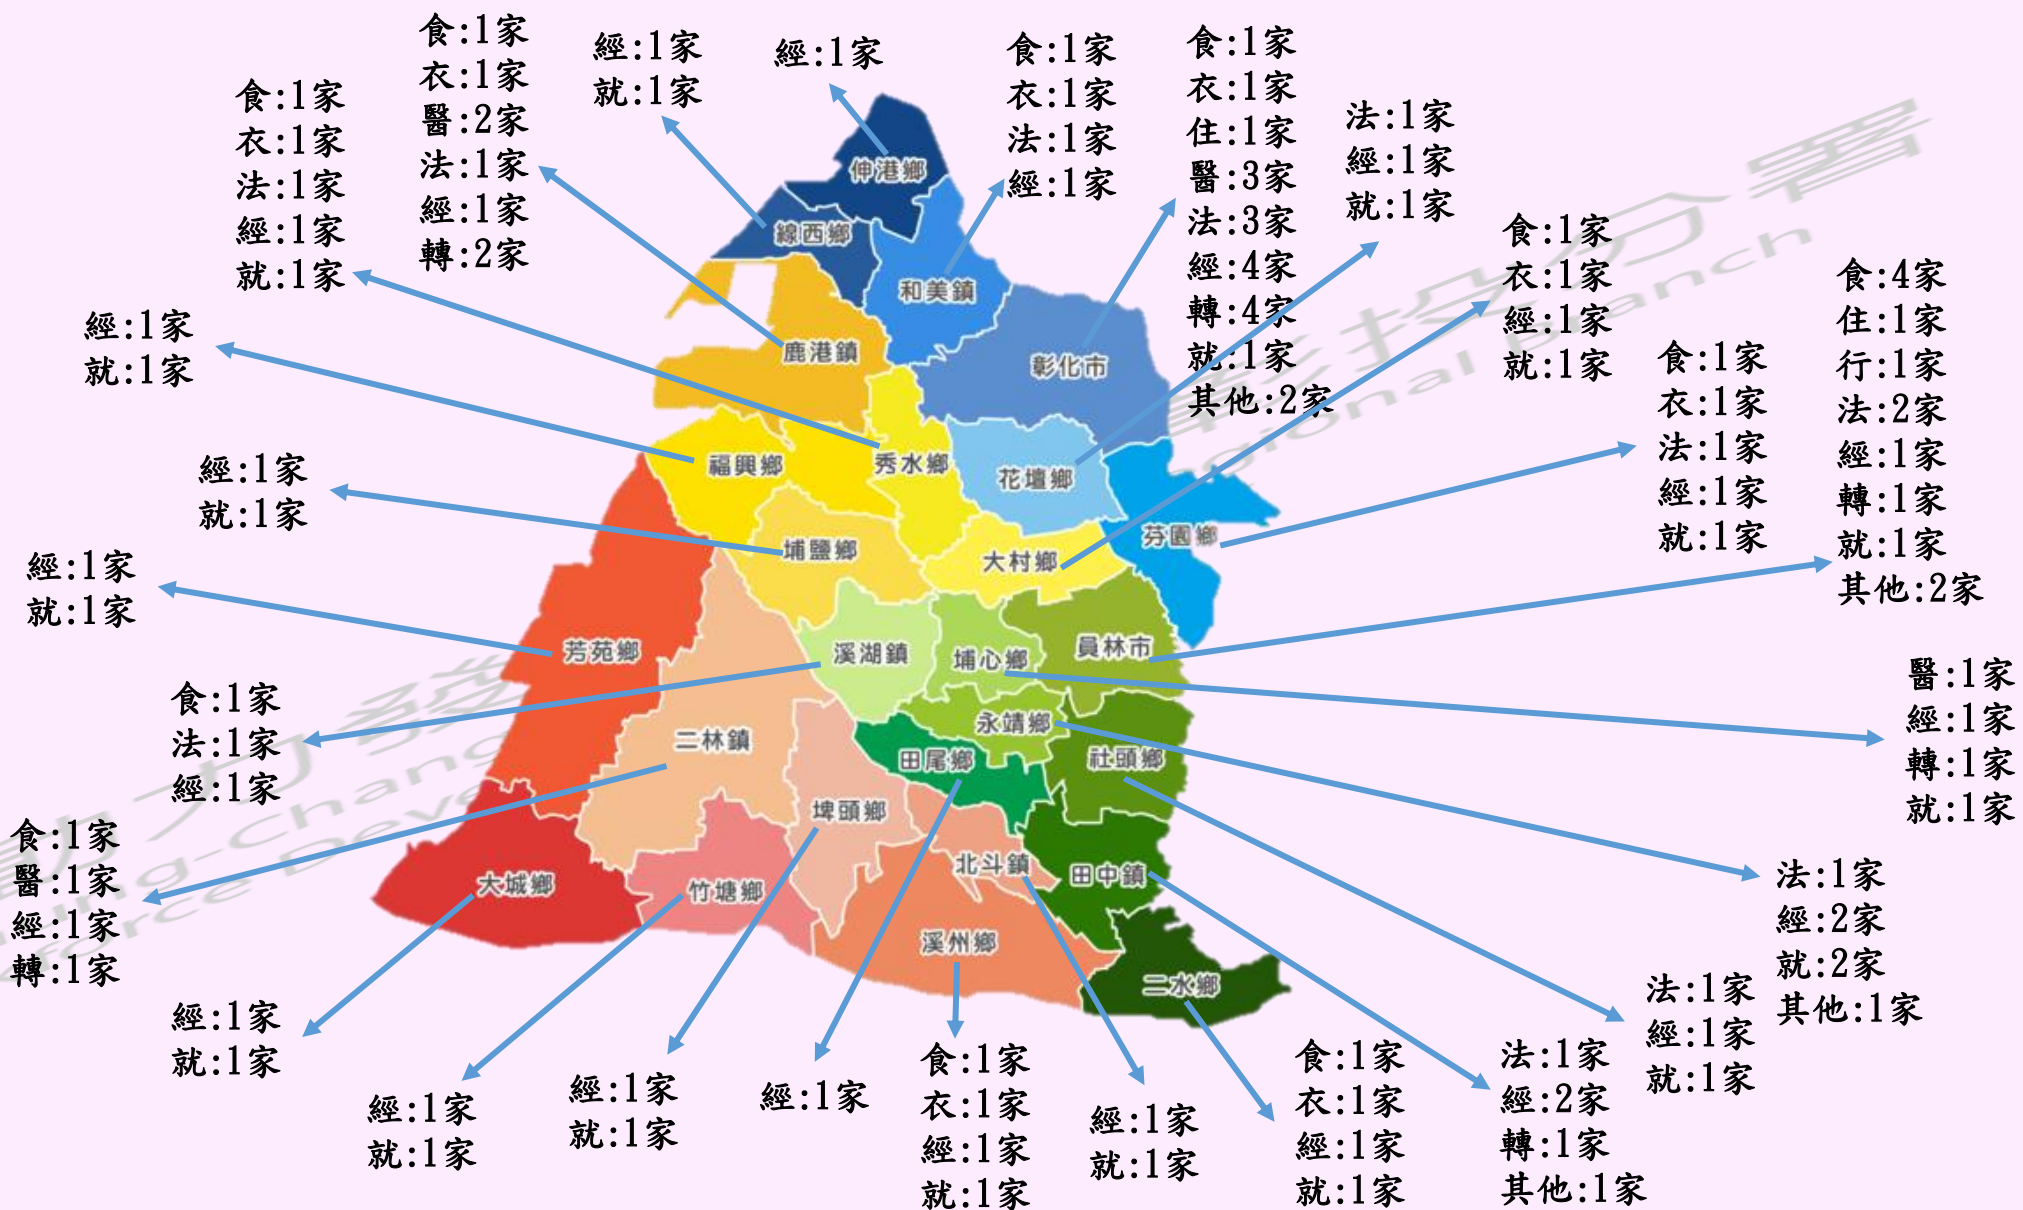 食:1家
衣:1家
醫:2家
法:1家
經:1家
轉:2家
經:1家
就:1家
經:1家
食:1家
衣:1家
法:1家
經:1家
食:1家
衣:1家
住:1家
醫:3家
法:3家
經:4家
轉:4家
就:1家
其他:2家
法:1家
經:1家
就:1家
食:1家
衣:1家
法:1家
經:1家
就:1家
食:1家
衣:1家
經:1家
就:1家
食:4家
住:1家
行:1家
法:2家
經:1家
轉:1家
就:1家
其他:2家
經:1家
就:1家
食:1家
衣:1家
法:1家
經:1家
就:1家
經:1家
就:1家
經:1家
就:1家
食:1家
法:1家
經:1家
食:1家
醫:1家
經:1家
轉:1家
醫:1家
經:1家
轉:1家
就:1家
法:1家
經:2家
就:2家
其他:1家
法:1家
經:1家
就:1家
經:1家
就:1家
經:1家
就:1家
經:1家
就:1家
經:1家
食:1家
衣:1家
經:1家
就:1家
經:1家
就:1家
食:1家
衣:1家
經:1家
就:1家
法:1家
經:2家
轉:1家
其他:1家
伸港鄉
線西鄉
和美鎮
鹿港鎮
彰化市
福興鄉
秀水鄉
花壇鄉
芬園鄉
埔鹽鄉
大村鄉
芳苑鄉
溪湖鎮
埔心鄉
員林市
二林鎮
永靖鄉
田尾鄉
社頭鄉
埤頭鄉
大城鄉
竹塘鄉
北斗鎮
田中鎮
溪州鄉
二水鄉